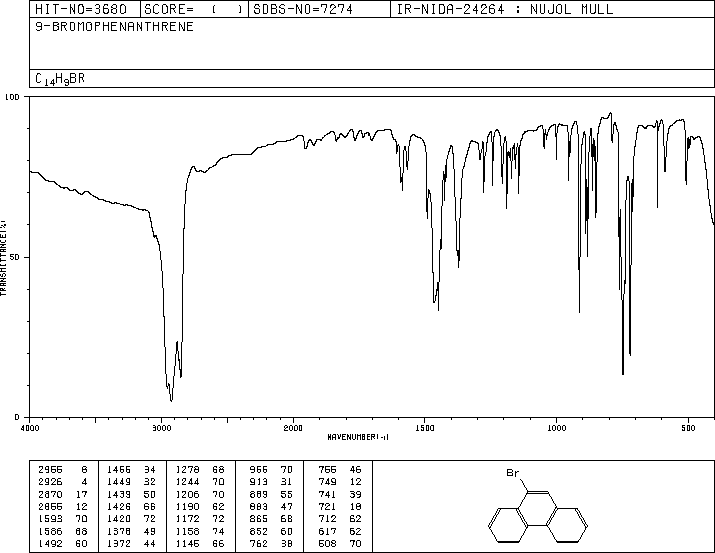 HIT-NO=3680 SCORE= ( ) SDBS-NO=7274 IR-NIDA-24264 : NUJOL MULL
9-BROMOPHENANTHRENE
C14H9BR
100
50
0
TRANSMITTANCE(%)
4000 3000 2000 1500 1000 500
WAVENUMBER(-1)
2955 6 1466 34 1278 68 955 70 755 46
2926 4 1449 32 1244 70 913 31 749 12
2870 17 1439 50 1206 70 889 55 741 39
2855 12 1426 66 1190 62 883 47 721 18
1593 70 1420 72 1172 72 865 68 712 62
1586 68 1378 49 1158 74 852 60 617 62
1492 60 1372 44 1145 66 762 38 508 70
Br